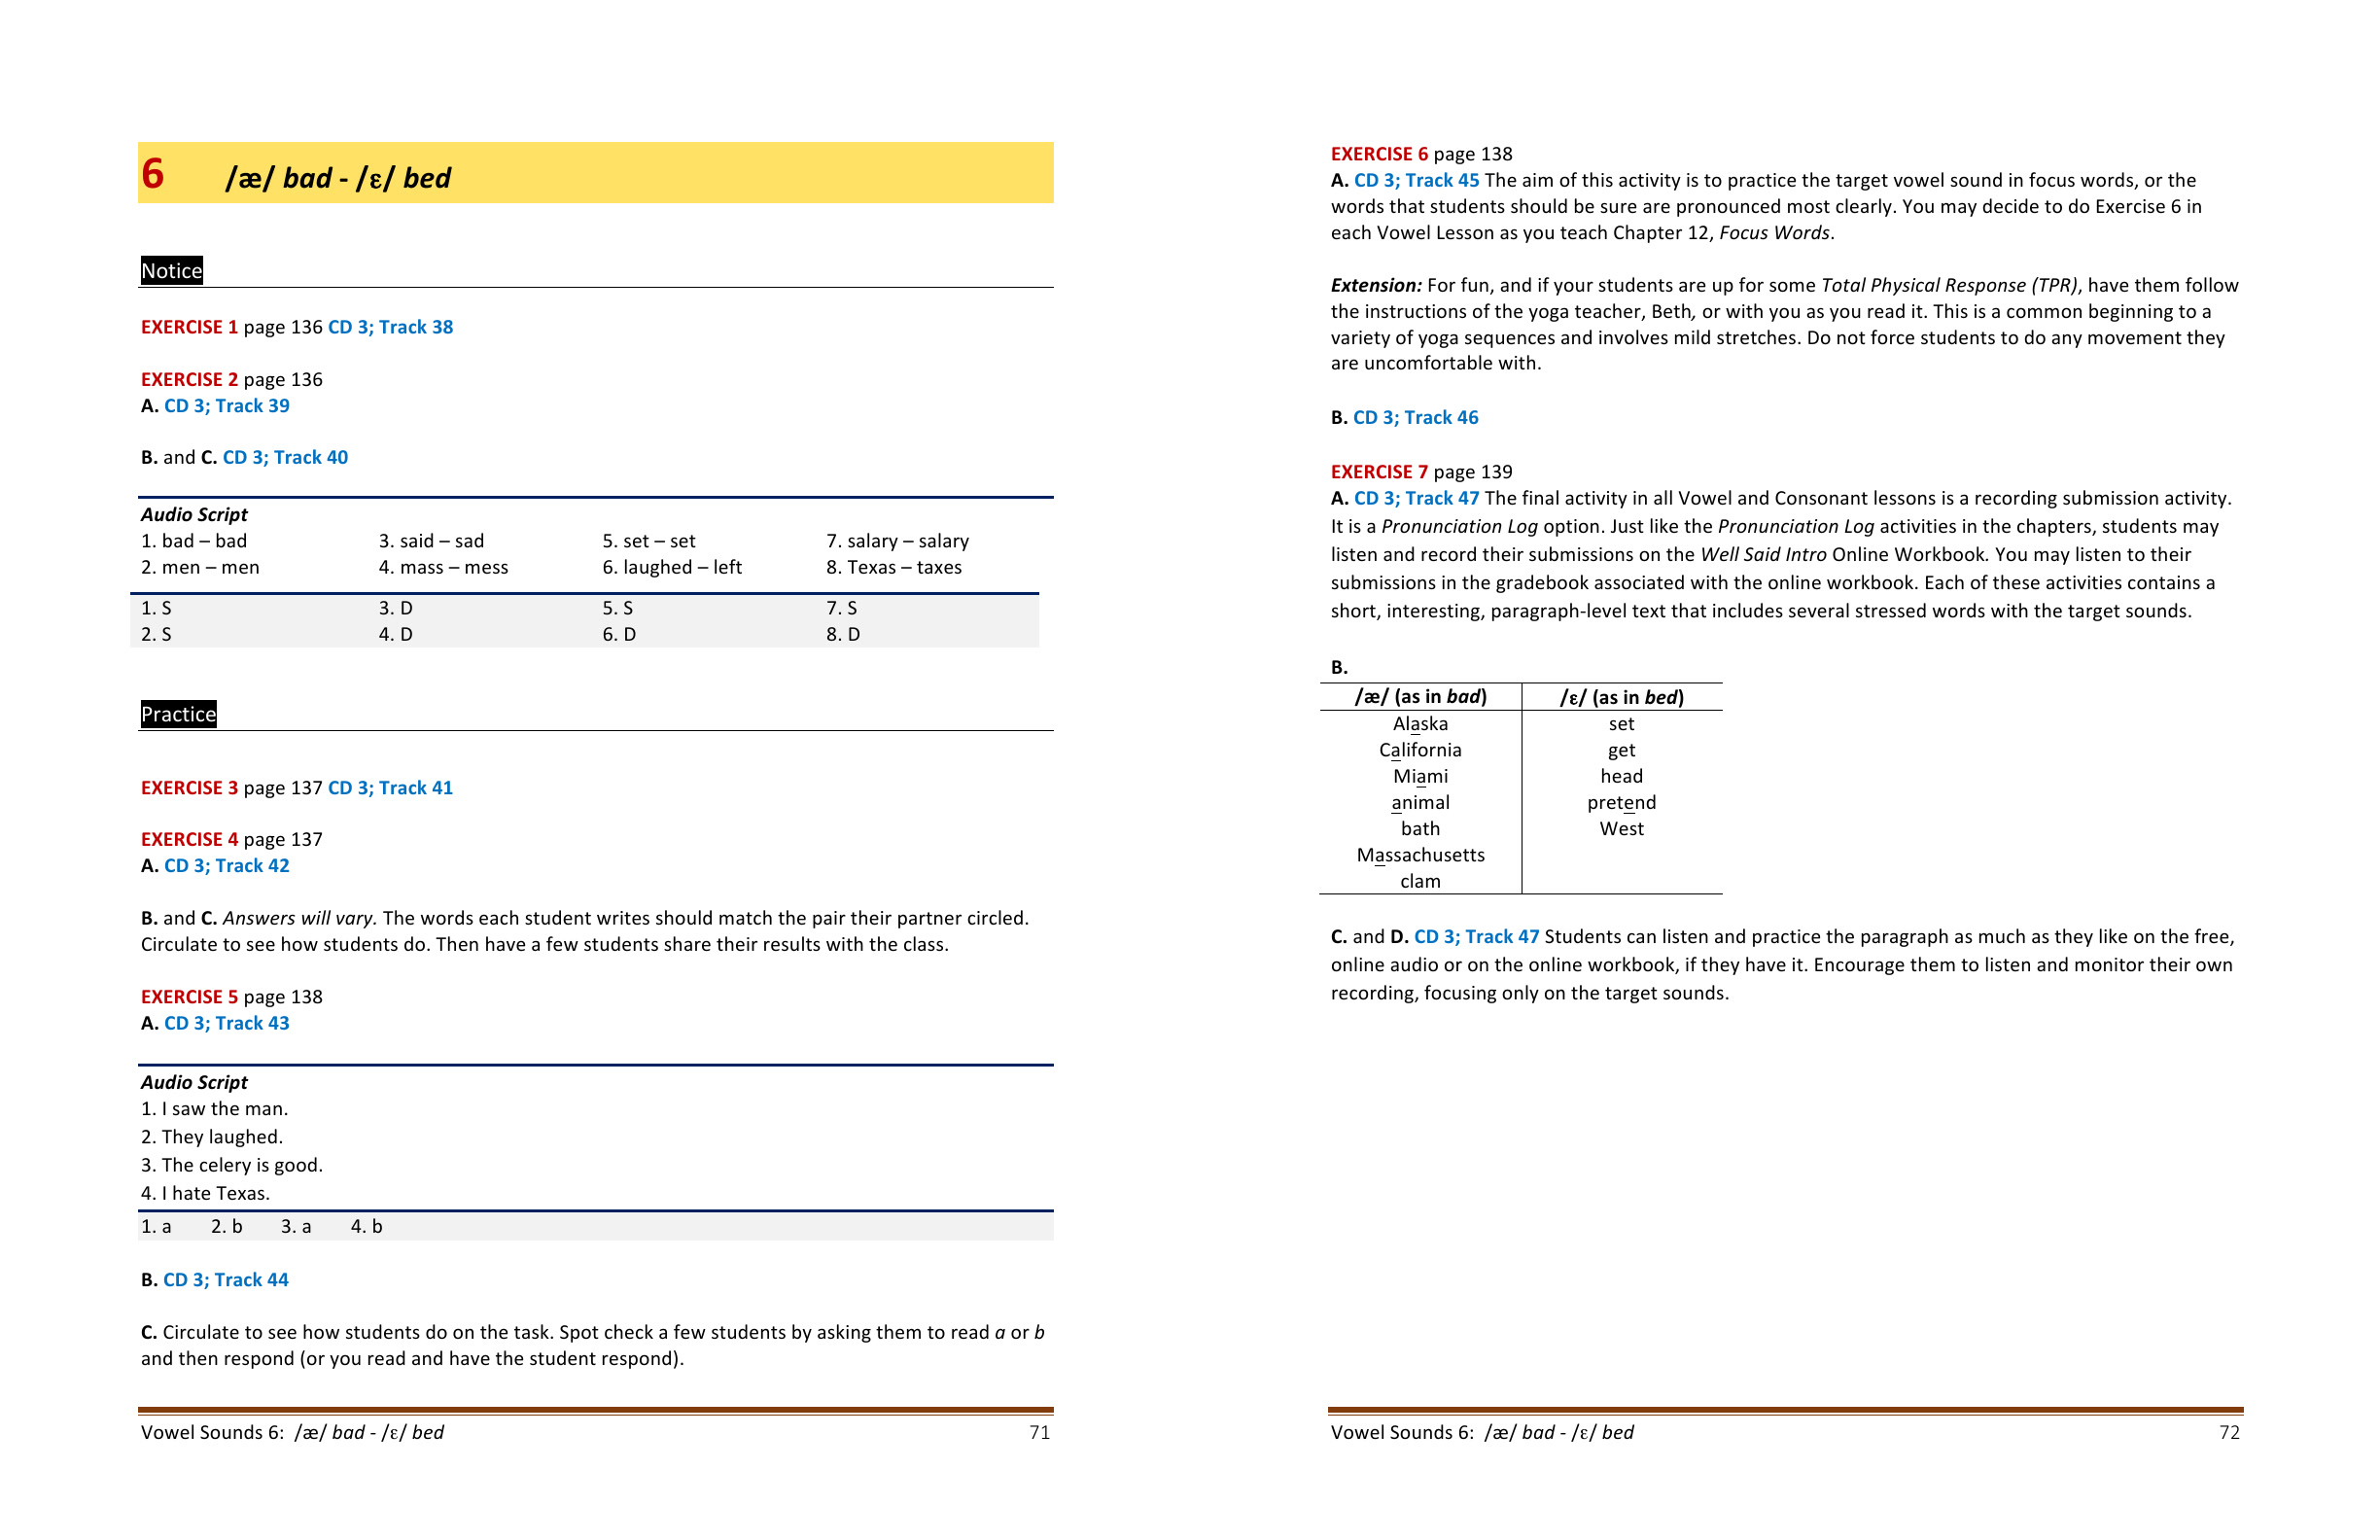 6 /æ/ bad - /ɛ/ bed
Notice
EXERCISE 1 page 136 CD 3; Track 38
EXERCISE 2 page 136
A. CD 3; Track 39
B. and C. CD 3; Track 40
Audio Script
1. bad – bad 3. said – sad 5. set – set 7. salary – salary
2. men – men 4. mass – mess 6. laughed – left 8. Texas – taxes
1. S 3. D 5. S 7. S
2. S 4. D 6. D 8. D
Practice
EXERCISE 3 page 137 CD 3; Track 41
EXERCISE 4 page 137
A. CD 3; Track 42
B. and C. Answers will vary. The words each student writes should match the pair their partner circled.
Circulate to see how students do. Then have a few students share their results with the class.
EXERCISE 5 page 138
A. CD 3; Track 43
Audio Script
1. I saw the man.
2. They laughed.
3. The celery is good.
4. I hate Texas.
1. a 2. b 3. a 4. b
B. CD 3; Track 44
C. Circulate to see how students do on the task. Spot check a few students by asking them to read a or b
and then respond (or you read and have the student respond).
Vowel Sounds 6: /æ/ bad - /ɛ/ bed 71
EXERCISE 6 page 138
A. CD 3; Track 45 The aim of this activity is to practice the target vowel sound in focus words, or the
words that students should be sure are pronounced most clearly. You may decide to do Exercise 6 in
each Vowel Lesson as you teach Chapter 12, Focus Words.
Extension: For fun, and if your students are up for some Total Physical Response (TPR), have them follow
the instructions of the yoga teacher, Beth, or with you as you read it. This is a common beginning to a
variety of yoga sequences and involves mild stretches. Do not force students to do any movement they
are uncomfortable with.
B. CD 3; Track 46
EXERCISE 7 page 139
A. CD 3; Track 47 The final activity in all Vowel and Consonant lessons is a recording submission activity.
It is a Pronunciation Log option. Just like the Pronunciation Log activities in the chapters, students may
listen and record their submissions on the Well Said Intro Online Workbook. You may listen to their
submissions in the gradebook associated with the online workbook. Each of these activities contains a
short, interesting, paragraph-level text that includes several stressed words with the target sounds.
B.
/æ/ (as in bad) /ɛ/ (as in bed)
Alaska set
California get
Miami head
animal pretend
bath West
Massachusetts
clam
C. and D. CD 3; Track 47 Students can listen and practice the paragraph as much as they like on the free,
online audio or on the online workbook, if they have it. Encourage them to listen and monitor their own
recording, focusing only on the target sounds.
Vowel Sounds 6: /æ/ bad - /ɛ/ bed 72